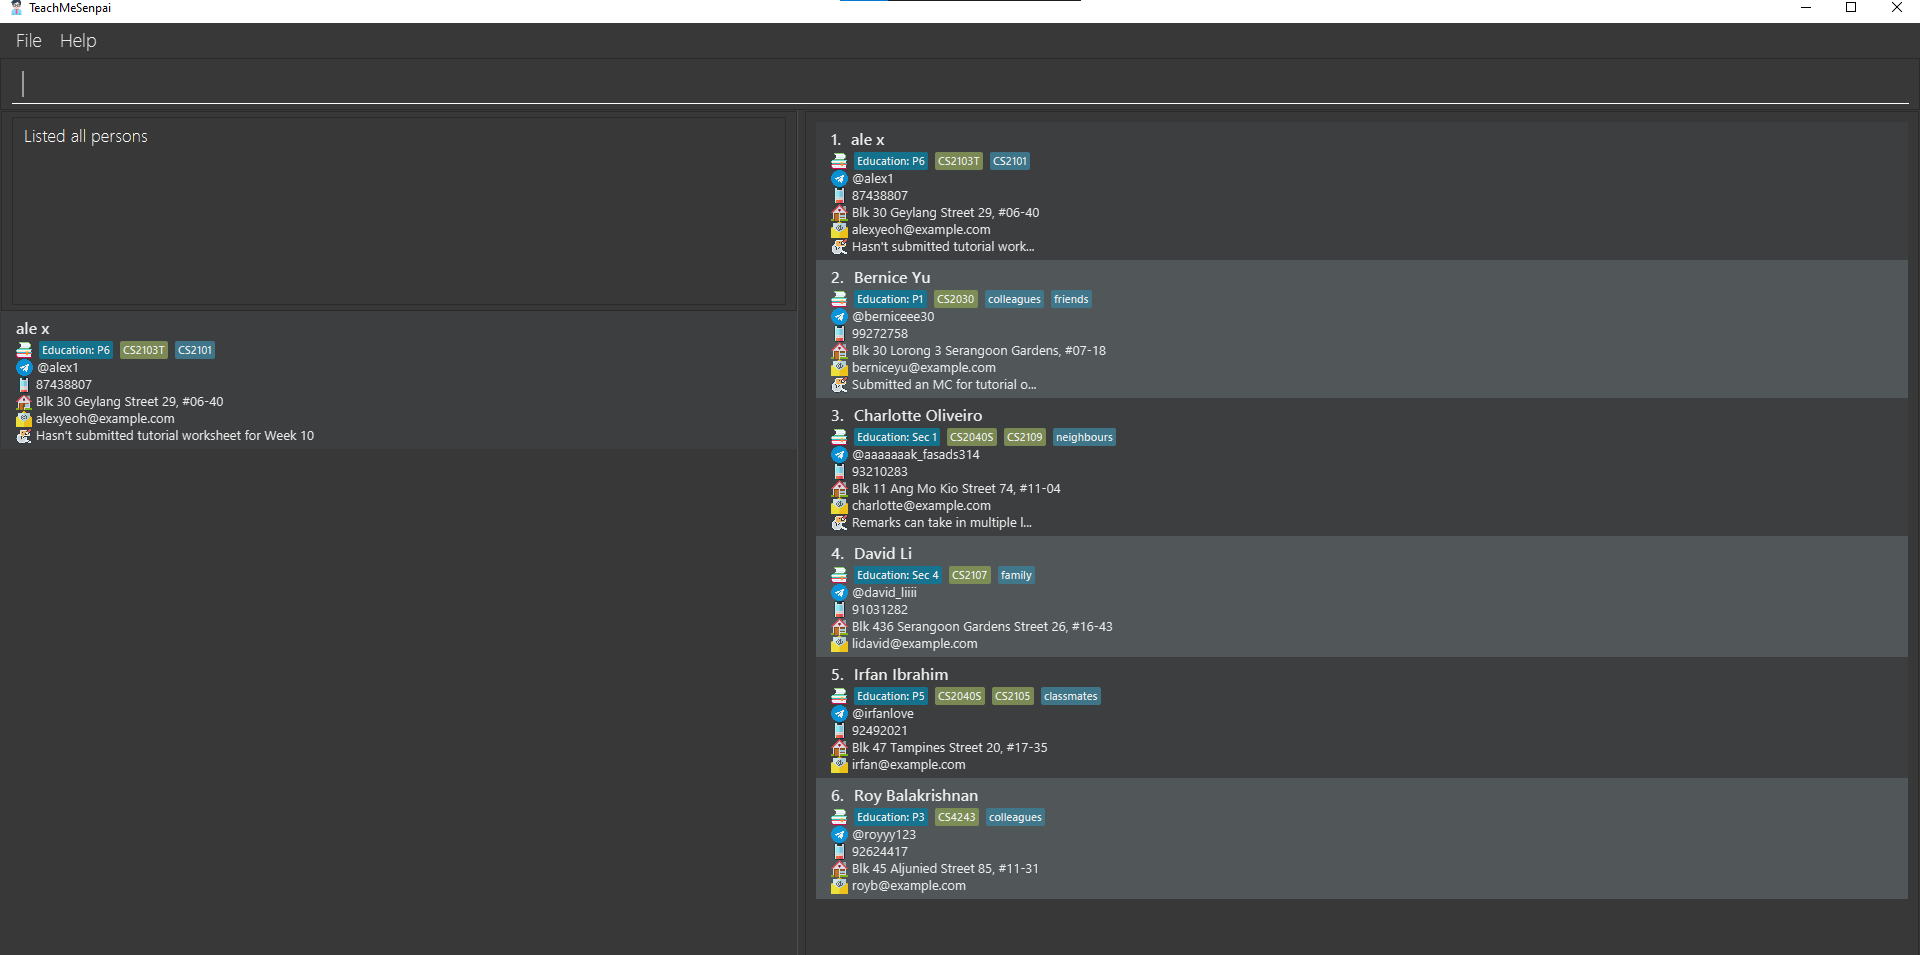 TeachMeSenpai
File Help
Listed all persons
ale x
Education: P6 CS2103T CS2101
@alex1
87438807
Blk 30 Geylang Street 29, #06-40
alexyeoh@example.com
Hasn't submitted tutorial worksheet for Week 10
1. ale x
Education: P6 CS2103T CS2101
@alex1
87438807
Blk 30 Geylang Street 29, #06-40
alexyeoh@example.com
Hasn't submitted tutorial work...
2. Bernice Yu
Education: P1 CS2030 colleagues friends
@berniceee30
99272758
Blk 30 Lorong 3 Serangoon Gardens, #07-18
berniceyu@example.com
Submitted an MC for tutorial o...
3. Charlotte Oliveiro
Education: Sec 1 CS2040S CS2109 neighbours
@aaaaaaak_fasads314
93210283
Blk 11 Ang Mo Kio Street 74, #11-04
charlotte@example.com
Remarks can take in multiple l...
4. David Li
Education: Sec 4 CS2107 family
@david_liiii
91031282
Blk 436 Serangoon Gardens Street 26, #16-43
lidavid@example.com
5. Irfan Ibrahim
Education: P5 CS2040S CS2105 classmates
@irfanlove
92492021
Blk 47 Tampines Street 20, #17-35
irfan@example.com
6. Roy Balakrishnan
Education: P3 CS4243 colleagues
@royyy123
92624417
Blk 45 Aljunied Street 85, #11-31
royb@example.com